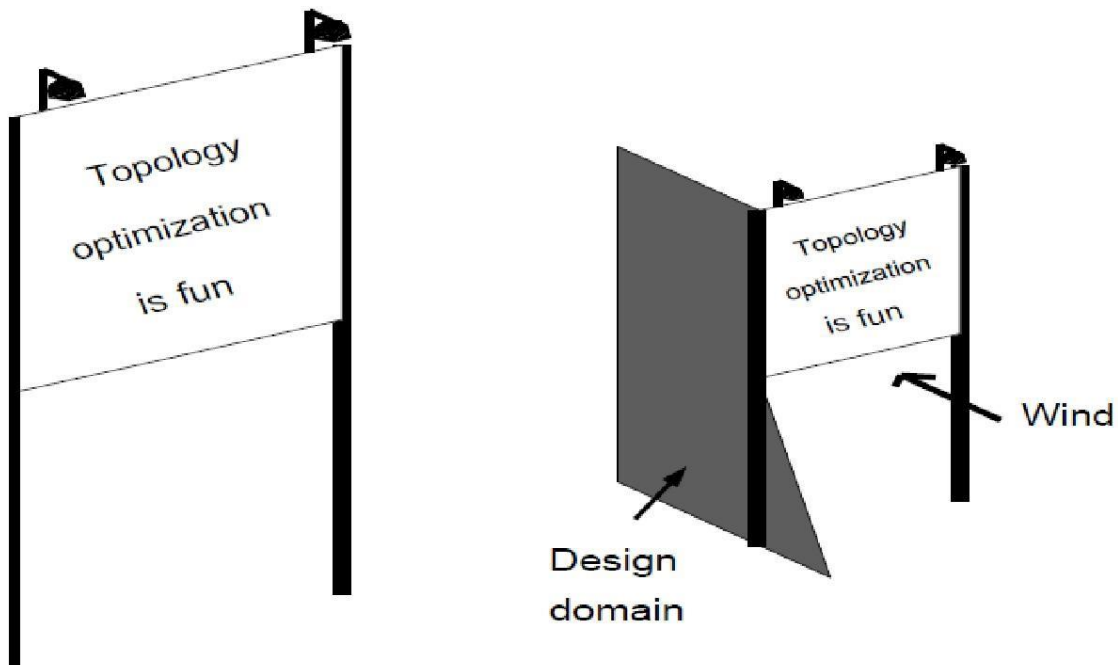 Topology
optimization
is fun
Topology
optimization
is fun
Wind
Design
domain